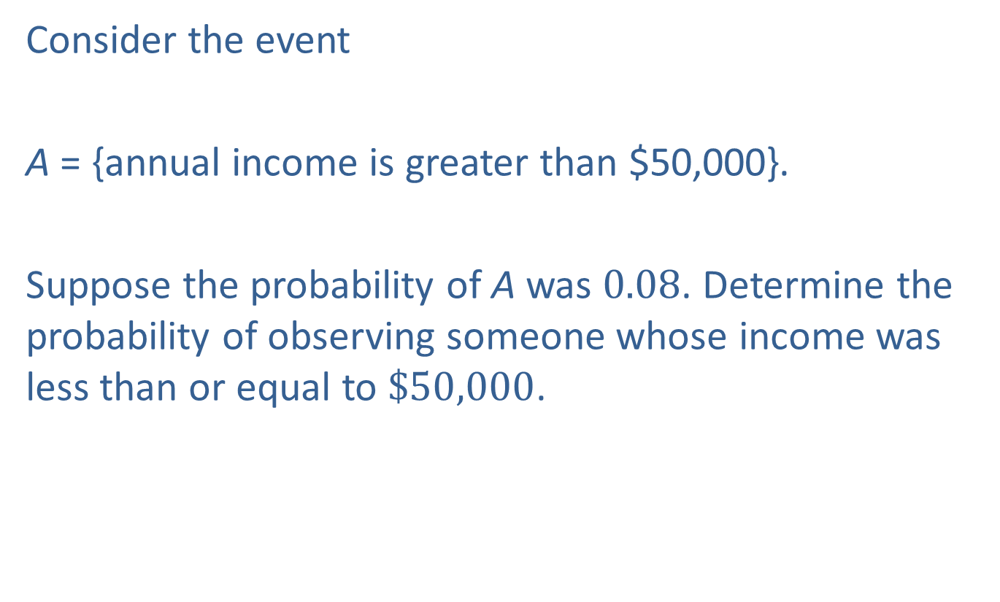 Consider the event
A = {annual income is greater than $50,000}.
Suppose the probability of A was 0.08. Determine the
probability of observing someone whose income was
less than or equal to $50,000.